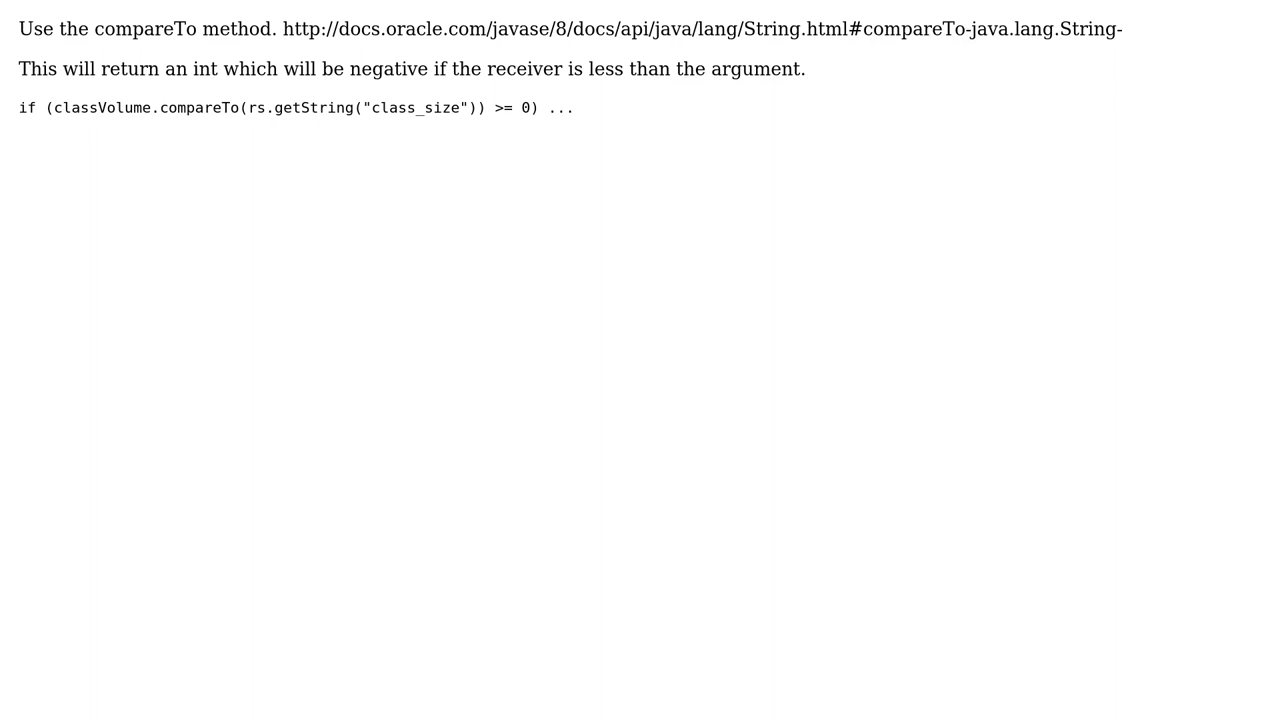 Use the compareTo method. http://docs.oracle.com/javase/8/docs/api/java/lang/String.html#compareTo-java.lang.String-
This will return an int which will be negative if the receiver is less than the argument.
if (classVolume.compareTo(rs.getString("class_size")) >= 0) ...